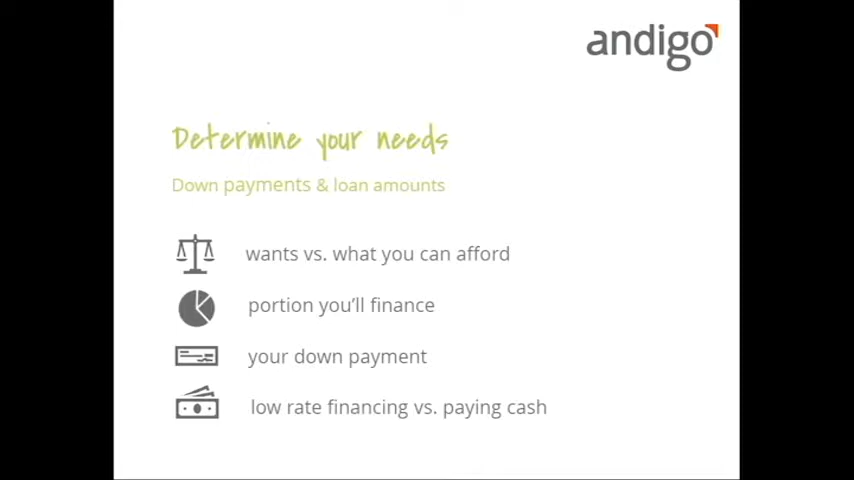 andigo
Determine your needs
Down payments & loan amounts
wants vs. what you can afford
portion you'll finance
your down payment
low rate financing vs. paying cash